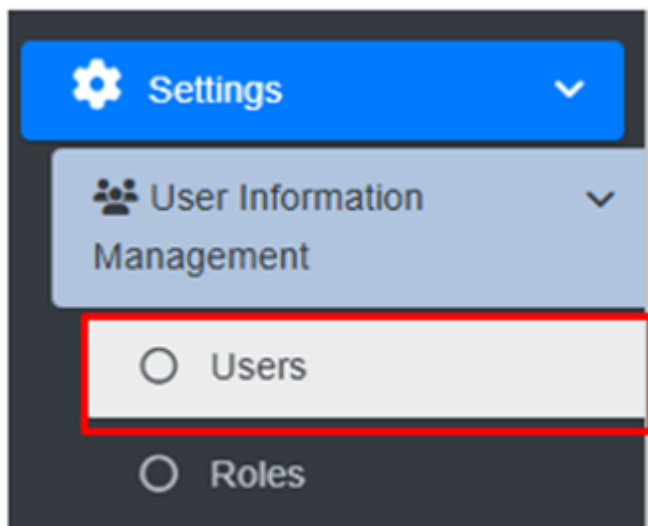 Settings
User Information
Management
Users
Roles